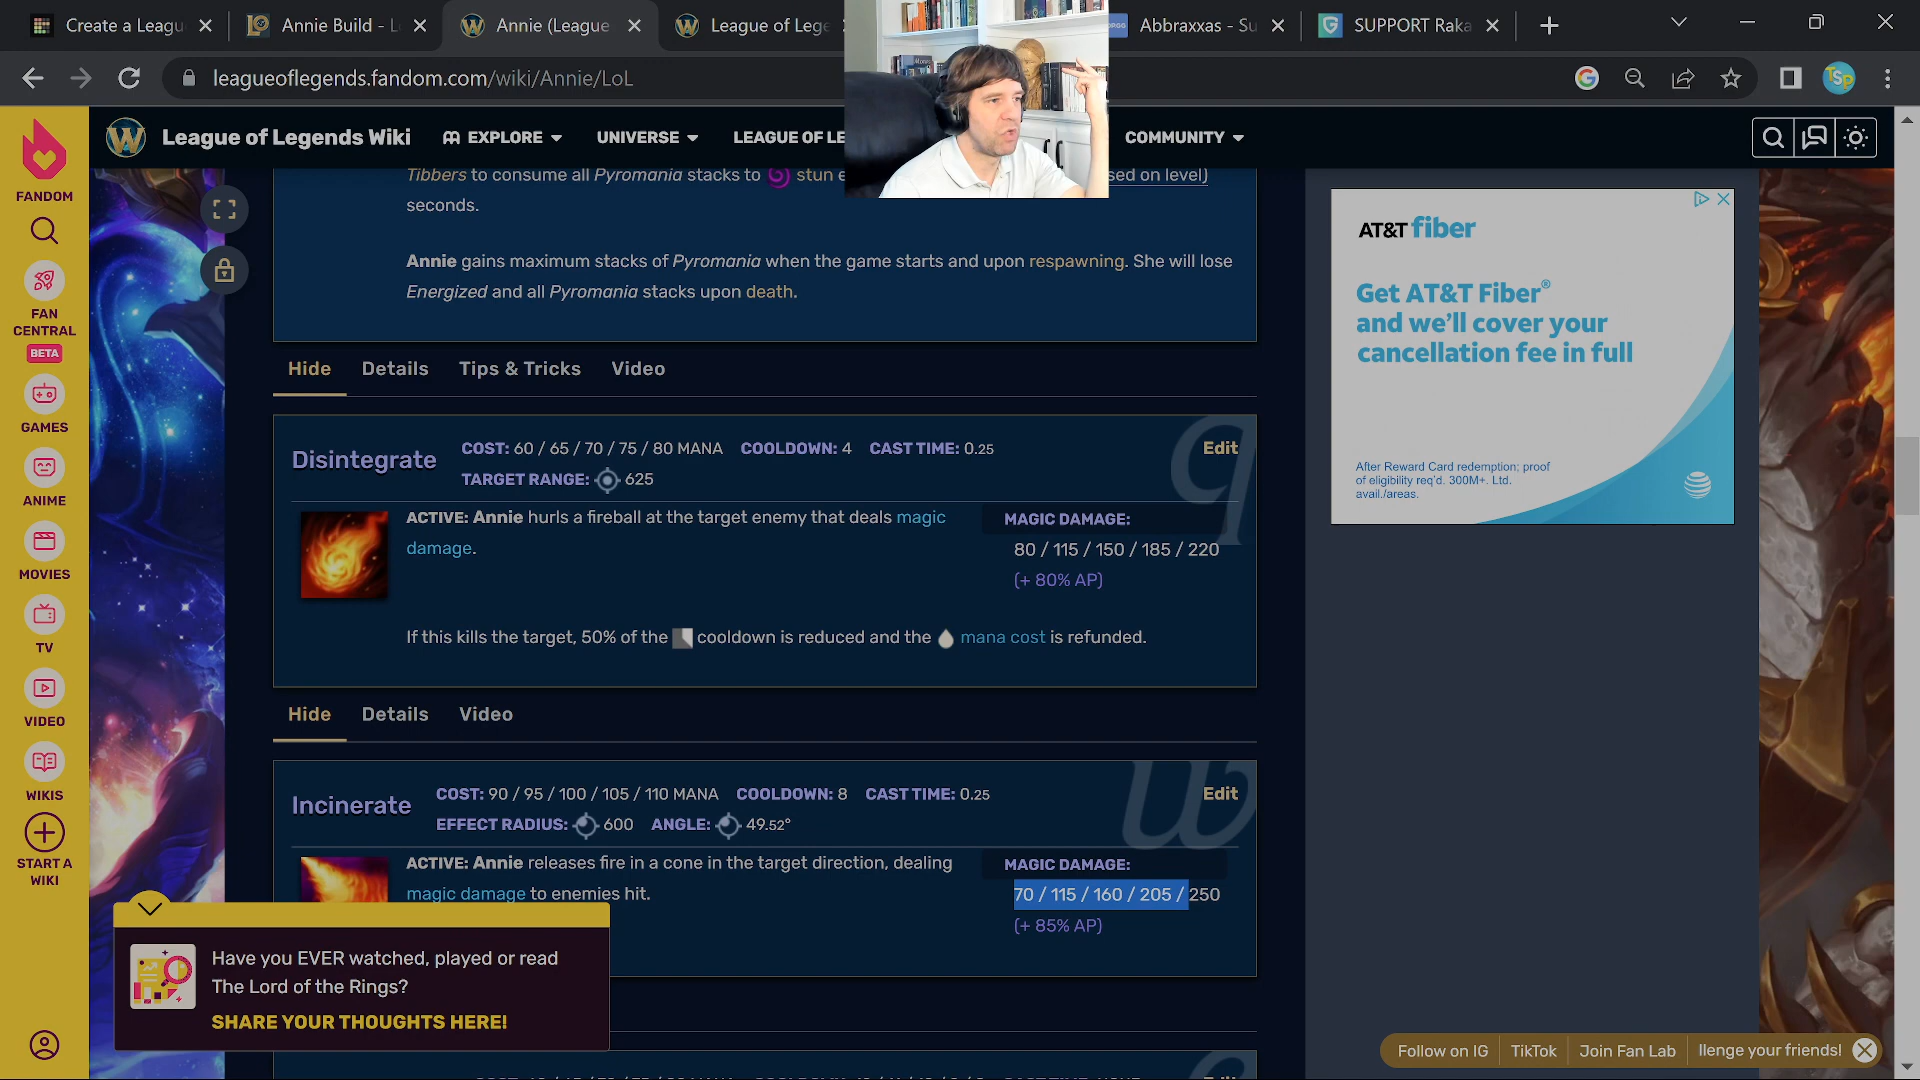 Create a Leagu
Annie Build - L
Annie (League
League of Lege
Abbraxxas - Su
SUPPORT Raka
leagueoflegends.fandom.com/wiki/Annie/LoL
TSp
League of Legends Wiki
EXPLORE
UNIVERSE
LEAGUE OF LE
COMMUNITY
FANDOM
FAN
CENTRAL
BETA
GAMES
ANIME
MOVIES
TV
VIDEO
WIKIS
START A
WIKI
Tibbers to consume all Pyromania stacks to stun e sed on level)
seconds.
Annie gains maximum stacks of Pyromania when the game starts and upon respawning. She will lose
Energized and all Pyromania stacks upon death.
Hide Details Tips & Tricks Video
Disintegrate
COST: 60 / 65 / 70 / 75 / 80 MANA COOLDOWN: 4 CAST TIME: 0.25
TARGET RANGE: 625
Edit
q
ACTIVE: Annie hurls a fireball at the target enemy that deals magic
damage.
MAGIC DAMAGE:
80 / 115 / 150 / 185 / 220
(+ 80% AP)
If this kills the target, 50% of the cooldown is reduced and the mana cost is refunded.
Hide Details Video
Incinerate
COST: 90 / 95 / 100 / 105 / 110 MANA COOLDOWN: 8 CAST TIME: 0.25
EFFECT RADIUS: 600 ANGLE: 49.52°
Edit
w
ACTIVE: Annie releases fire in a cone in the target direction, dealing
magic damage to enemies hit.
MAGIC DAMAGE:
70 / 115 / 160 / 205 / 250
(+ 85% AP)
Have you EVER watched, played or read
The Lord of the Rings?
SHARE YOUR THOUGHTS HERE!
AT&T fiber
Get AT&T Fiber®
and we'll cover your
cancellation fee in full
After Reward Card redemption; proof
of eligibility req'd. 300M+. Ltd.
avail./areas.
Follow on IG
TikTok
Join Fan Lab
llenge your friends!